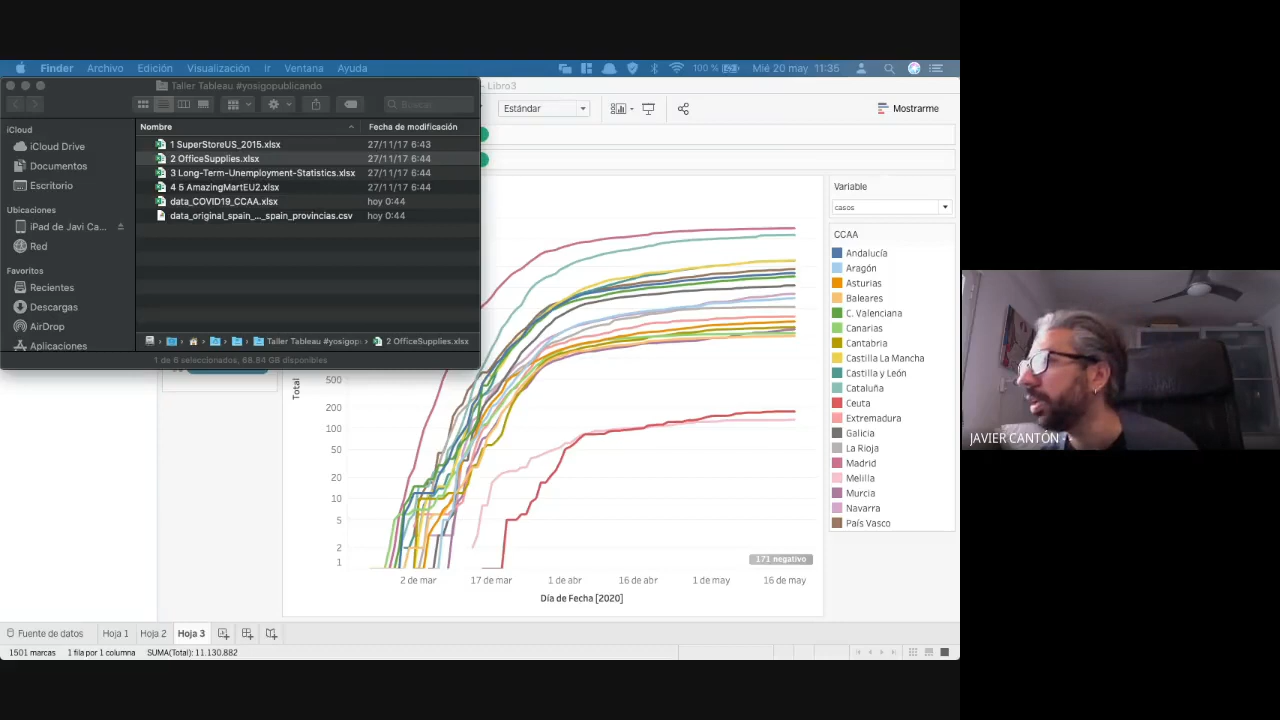 Finder Archivo Edición Visualización Ir Ventana Ayuda 100 % Mié 20 may 11:35
Taller Tableau #yosigopublicando
- Libro3
Buscar
Estándar
Mostrarme
iCloud
iCloud Drive
Documentos
Escritorio
Ubicaciones
iPad de Javi Ca...
Red
Favoritos
Recientes
Descargas
AirDrop
Aplicaciones
Nombre Fecha de modificación
1 SuperStoreUS_2015.xlsx 27/11/17 6:43
2 OfficeSupplies.xlsx 27/11/17 6:44
3 Long-Term-Unemployment-Statistics.xlsx 27/11/17 6:44
4 5 AmazingMartEU2.xlsx 27/11/17 6:44
data_COVID19_CCAA.xlsx hoy 0:44
data_original_spain_..._spain_provincias.csv hoy 0:44
Taller Tableau #yosigop 2 OfficeSupplies.xlsx
1 de 6 seleccionados, 68.84 GB disponibles
Total
500
200
100
50
20
10
5
2
1
171 negativo
2 de mar 17 de mar 1 de abr 16 de abr 1 de may 16 de may
Día de Fecha [2020]
Variable
casos
CCAA
Andalucía
Aragón
Asturias
Baleares
C. Valenciana
Canarias
Cantabria
Castilla La Mancha
Castilla y León
Cataluña
Ceuta
Extremadura
Galicia
La Rioja
Madrid
Melilla
Murcia
Navarra
País Vasco
JAVIER CANTÓN
Fuente de datos Hoja 1 Hoja 2 Hoja 3
1501 marcas 1 fila por 1 columna SUMA(Total): 11.130.882